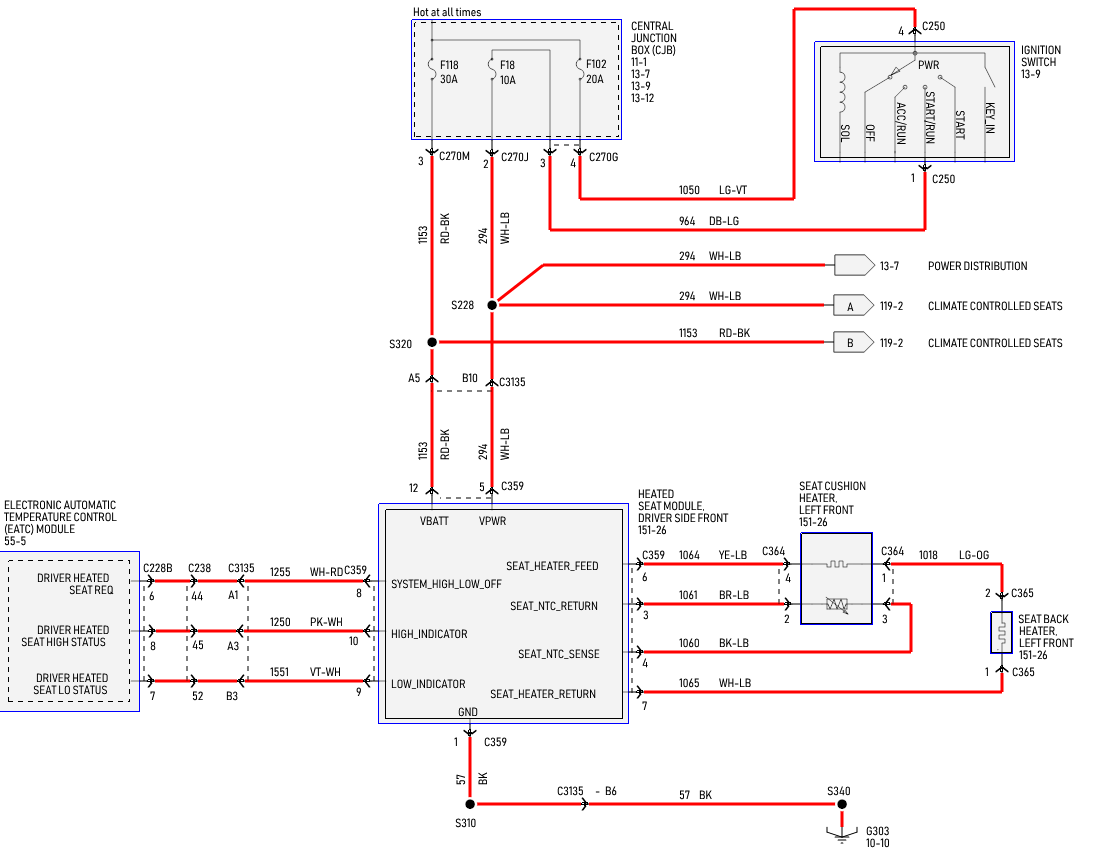 Hot at all times
CENTRAL
JUNCTION
BOX (CJB)
11-1
13-7
13-9
13-12
F118
30A
F18
10A
F102
20A
3 C270M
2 C270J
3
4 C270G
4 C250
IGNITION
SWITCH
13-9
PWR
SOL
OFF
ACC/RUN
START/RUN
START
KEY_IN
1 C250
1050 LG-VT
964 DB-LG
1153 RD-BK
294 WH-LB
294 WH-LB
13-7 POWER DISTRIBUTION
S228
294 WH-LB
A 119-2 CLIMATE CONTROLLED SEATS
S320
1153 RD-BK
B 119-2 CLIMATE CONTROLLED SEATS
A5 B10 C3135
1153 RD-BK
294 WH-LB
12 5 C359
HEATED
SEAT MODULE,
DRIVER SIDE FRONT
151-26
SEAT CUSHION
HEATER,
LEFT FRONT
151-26
ELECTRONIC AUTOMATIC
TEMPERATURE CONTROL
(EATC) MODULE
55-5
VBATT VPWR
DRIVER HEATED
SEAT REQ
C228B C238 C3135 1255 WH-RD C359
6 44 A1 8
SYSTEM_HIGH_LOW_OFF
DRIVER HEATED
SEAT HIGH STATUS
1250 PK-WH
8 45 A3 10
HIGH_INDICATOR
DRIVER HEATED
SEAT LO STATUS
1551 VT-WH
7 52 B3 9
LOW_INDICATOR
SEAT_HEATER_FEED
C359 1064 YE-LB C364
6 4
C364 1018 LG-OG
1
SEAT_NTC_RETURN
1061 BR-LB
3 2 3
2 C365
SEAT BACK
HEATER,
LEFT FRONT
151-26
1 C365
SEAT_NTC_SENSE
1060 BK-LB
4
SEAT_HEATER_RETURN
1065 WH-LB
7
GND
1 C359
57 BK
S310
C3135 - B6
57 BK
S340
G303
10-10